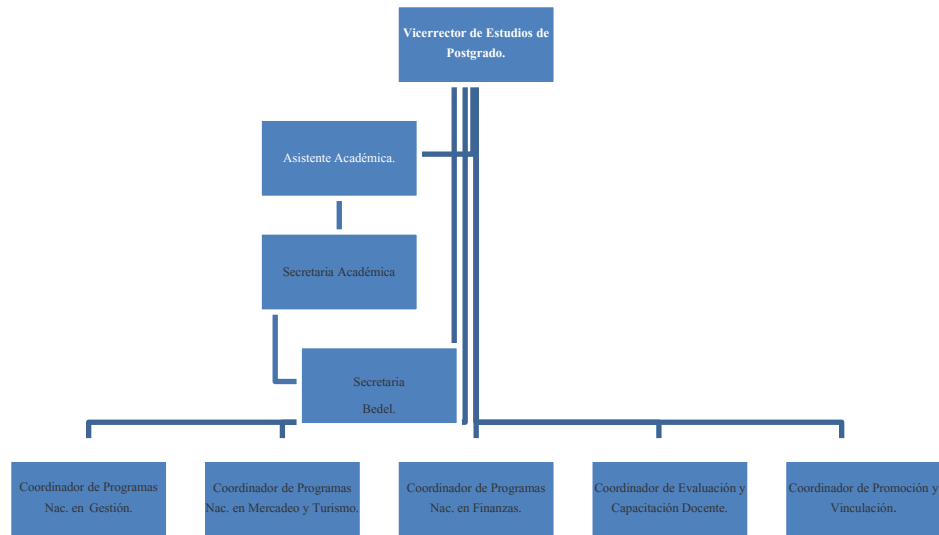 Vicerrector de Estudios de
Postgrado.
Asistente Académica.
Secretaria Académica
Secretaria
Bedel.
Coordinador de Programas
Nac. en Gestión.
Coordinador de Programas
Nac. en Mercadeo y Turismo.
Coordinador de Programas
Nac. en Finanzas.
Coordinador de Evaluación y
Capacitación Docente.
Coordinador de Promoción y
Vinculación.